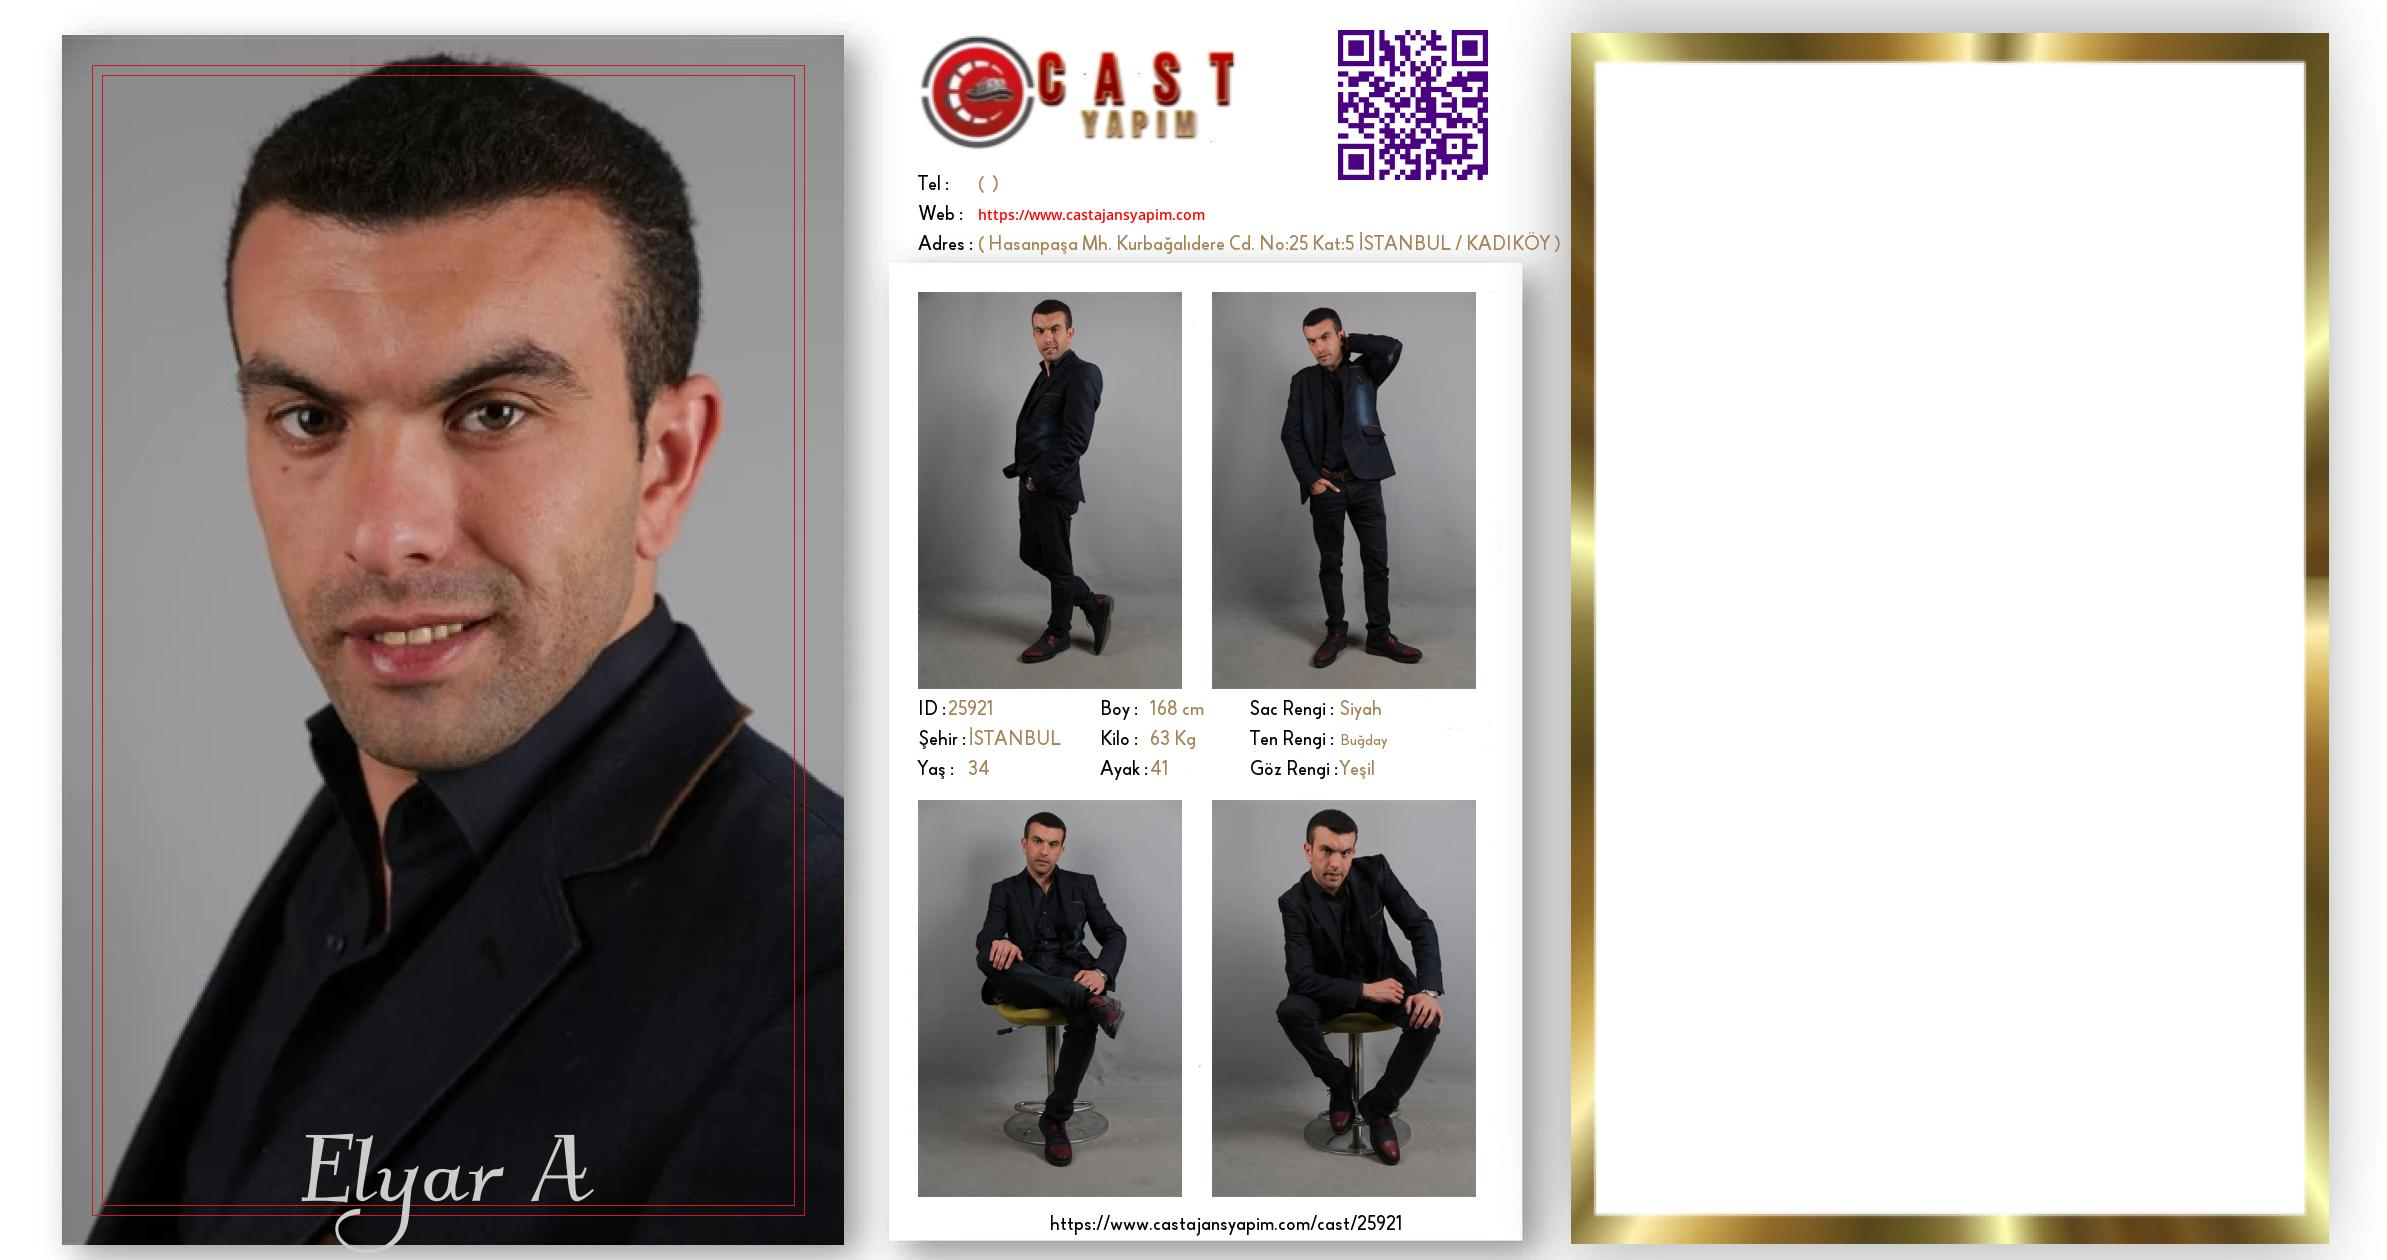 Elyar A
CAST
YAPIM
Tel : ( )
Web : https://www.castajansyapim.com
Adres : ( Hasanpaşa Mh. Kurbağalıdere Cd. No:25 Kat:5 İSTANBUL / KADIKÖY )
ID : 25921 Boy : 168 cm Sac Rengi : Siyah
Şehir : İSTANBUL Kilo : 63 Kg Ten Rengi : Buğday
Yaş : 34 Ayak : 41 Göz Rengi : Yeşil
https://www.castajansyapim.com/cast/25921